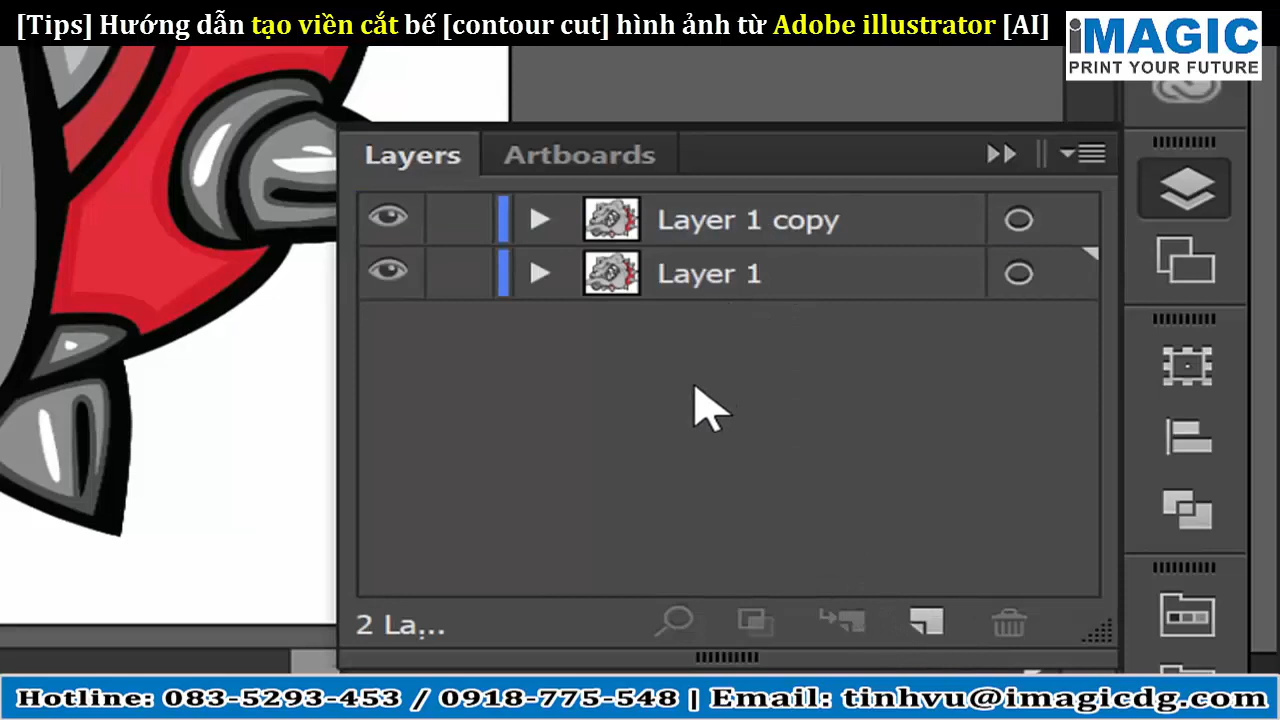 [Tips] Hướng dẫn tạo viền cắt bế [contour cut] hình ảnh từ Adobe illustrator [AI]
iMAGIC
PRINT YOUR FUTURE
Layers
Artboards
Layer 1 copy
Layer 1
2 La...
Hotline: 083-5293-453 / 0918-775-548 | Email: tinhvu@imagicdg.com